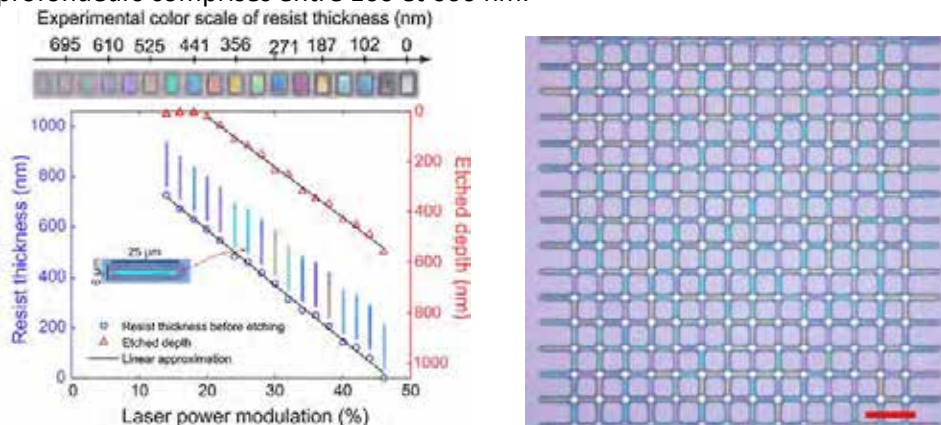 Experimental color scale of resist thickness (nm)
695 610 525 441 356 271 187 102 0
Resist thickness (nm)
1000
800
600
400
200
0
0
200
400
600
800
1000
Etched depth (nm)
25 μm
Resist thickness before etching
Etched depth
Linear approximation
0 10 20 30 40 50
Laser power modulation (%)